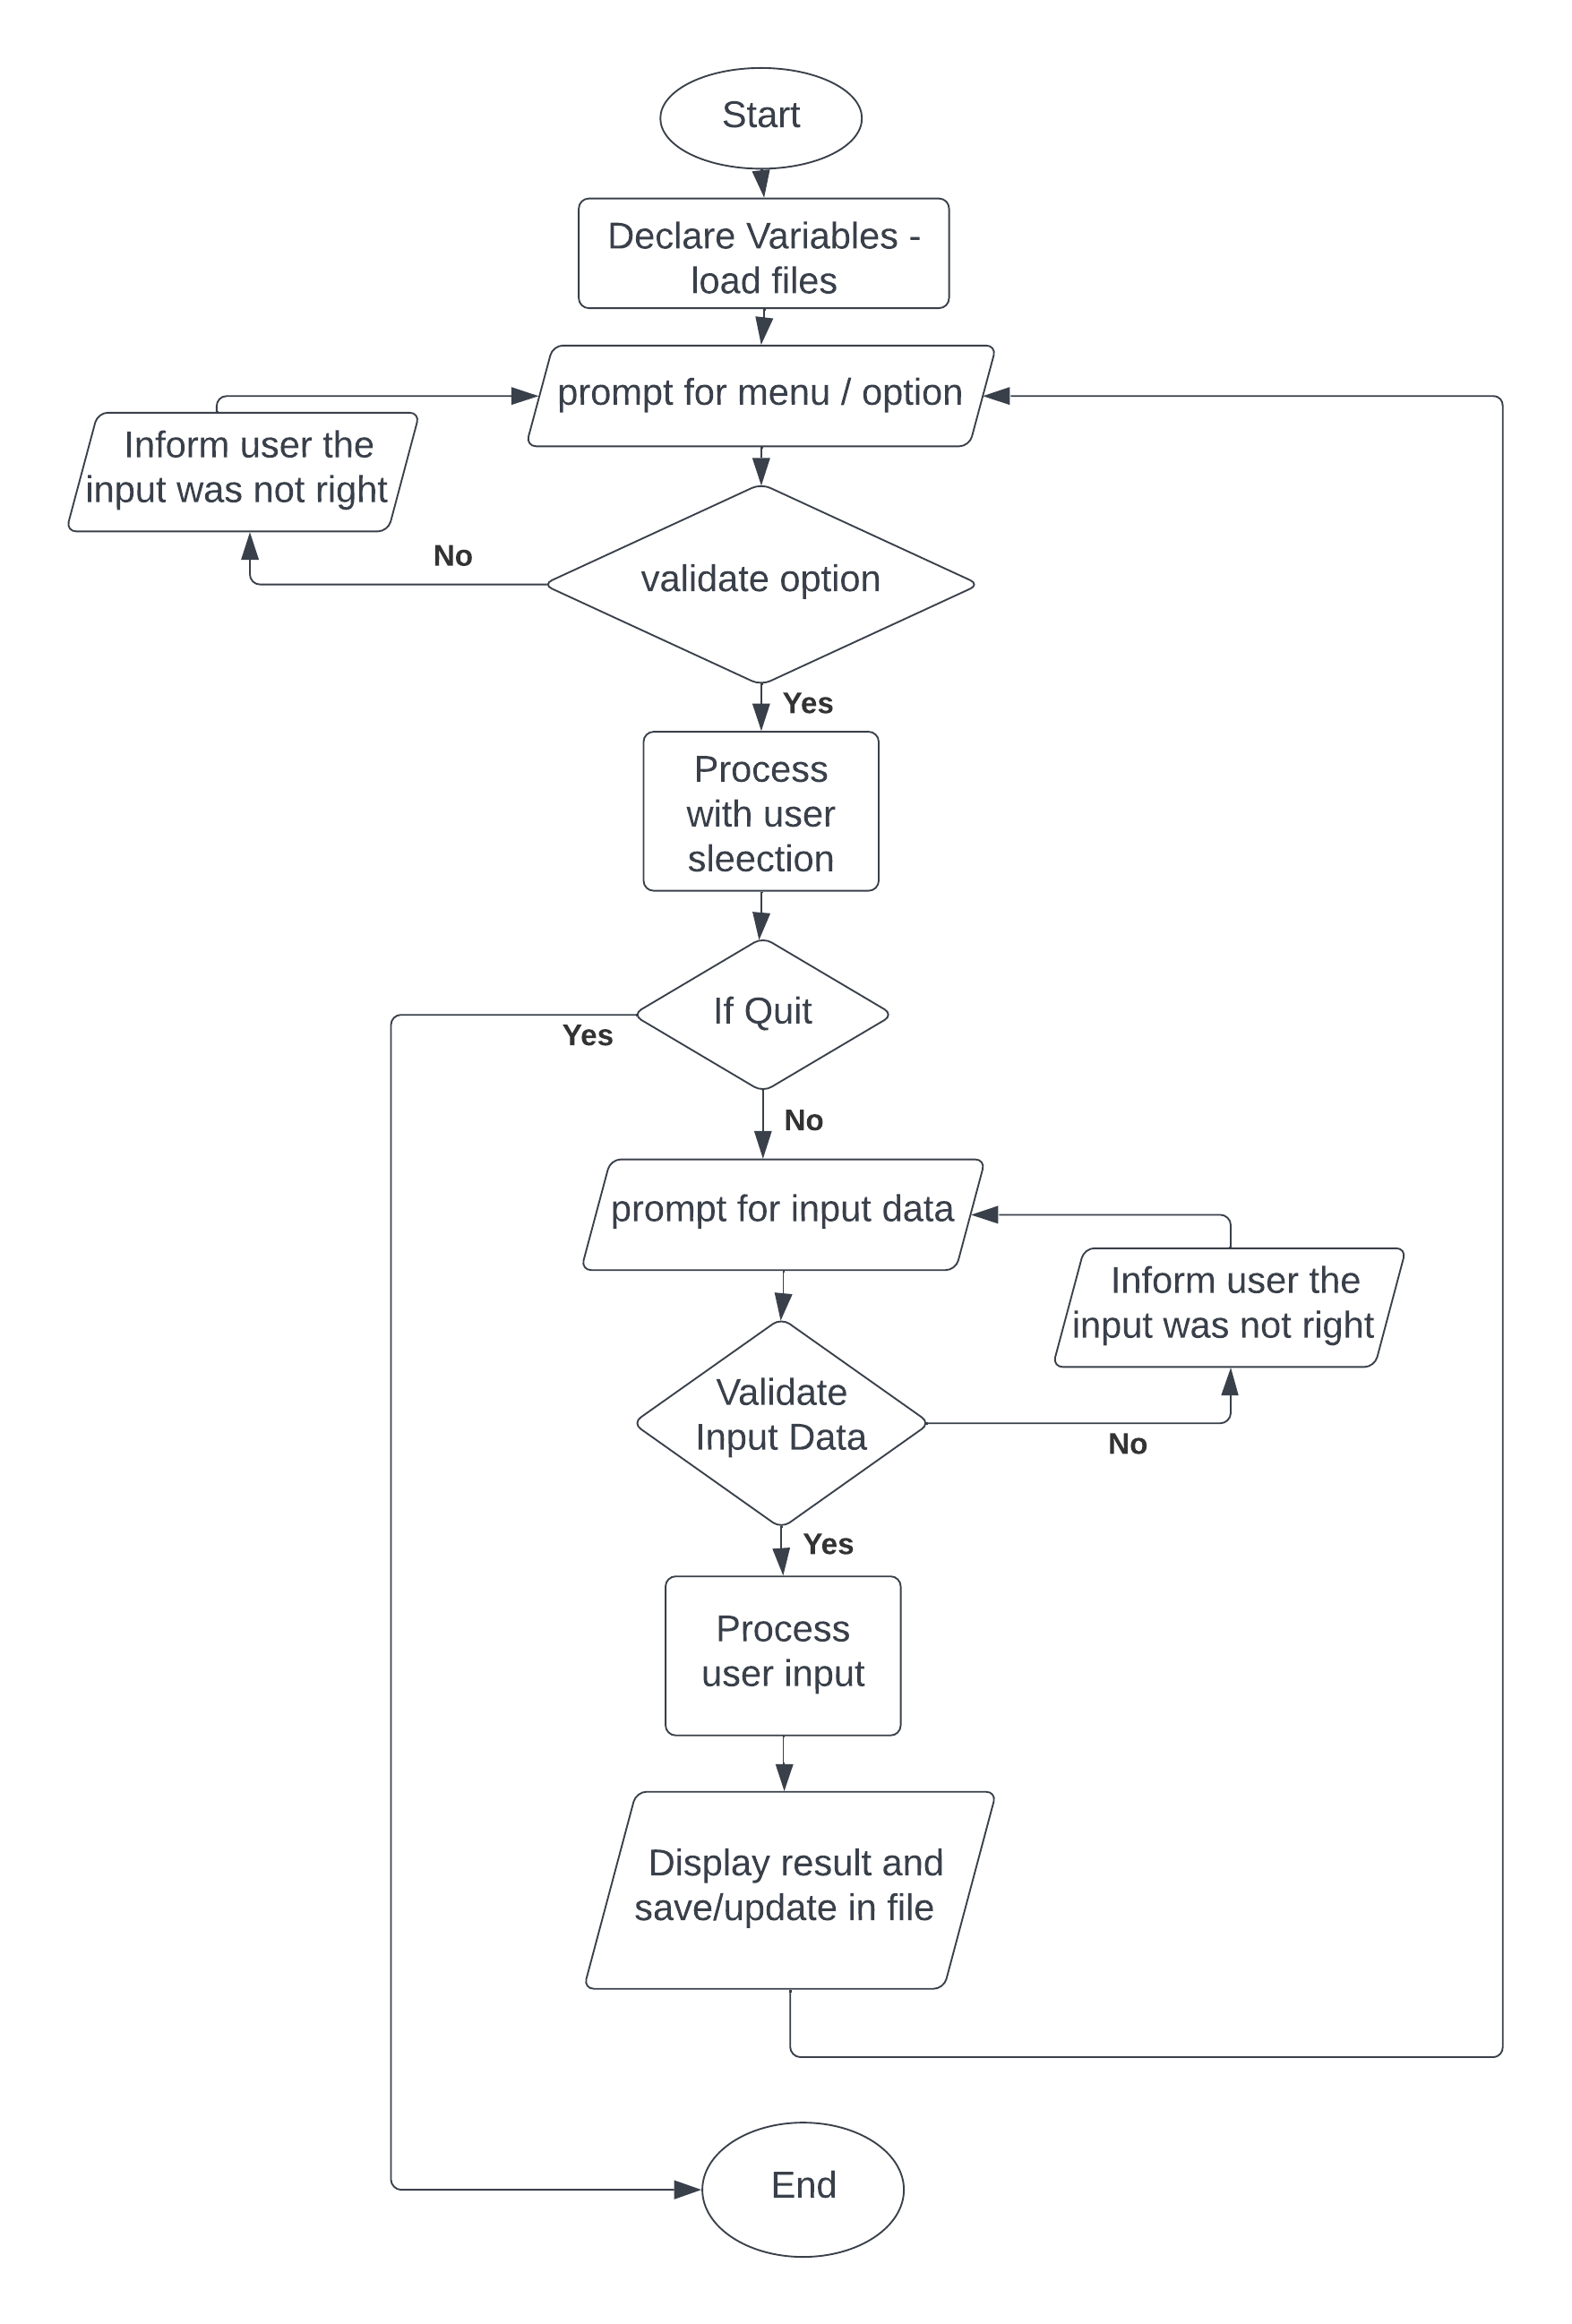 Start
Declare Variables -
load files
prompt for menu / option
Inform user the
input was not right
No
validate option
Yes
Process
with user
sleection
If Quit
Yes
No
prompt for input data
Inform user the
input was not right
Validate
Input Data
No
Yes
Process
user input
Display result and
save/update in file
End